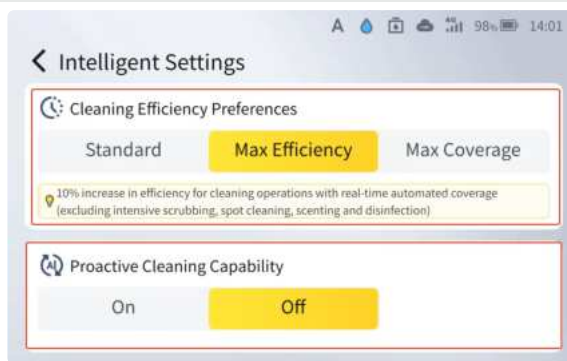 A 4G 98% 14:01
Intelligent Settings
Cleaning Efficiency Preferences
Standard Max Efficiency Max Coverage
10% increase in efficiency for cleaning operations with real-time automated coverage
(excluding intensive scrubbing, spot cleaning, scenting and disinfection)
Proactive Cleaning Capability
On Off